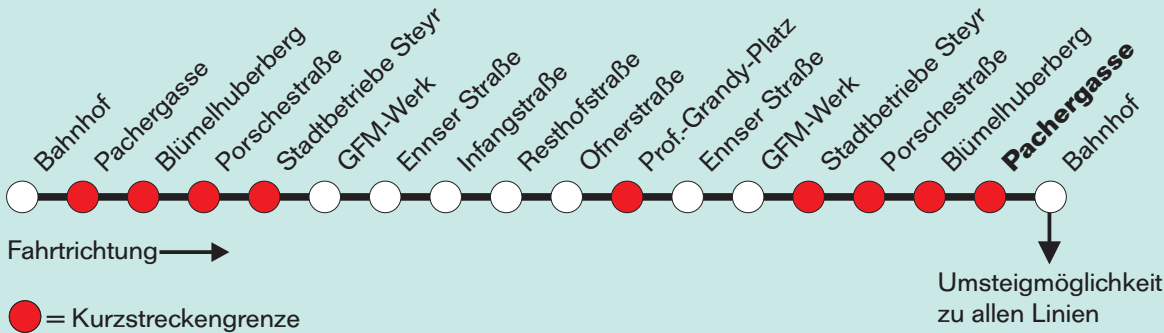 Bahnhof
Pachergasse
Blümelhuberberg
Porschestraße
Stadtbetriebe Steyr
GFM-Werk
Ennser Straße
Infangstraße
Resthofstraße
Ofnerstraße
Prof.-Grandy-Platz
Ennser Straße
GFM-Werk
Stadtbetriebe Steyr
Porschestraße
Blümelhuberberg
Pachergasse
Bahnhof
Fahrtrichtung
Umsteigmöglichkeit
zu allen Linien
= Kurzstreckengrenze